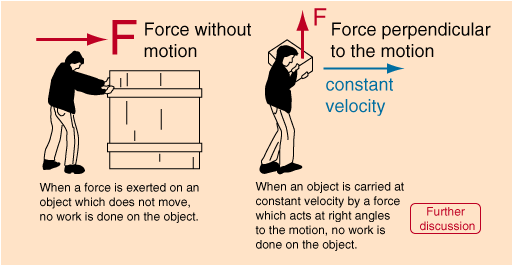 F Force without
motion
When a force is exerted on an
object which does not move,
no work is done on the object.
F Force perpendicular
to the motion
constant
velocity
When an object is carried at
constant velocity by a force
which acts at right angles
to the motion, no work is
done on the object.
Further
discussion